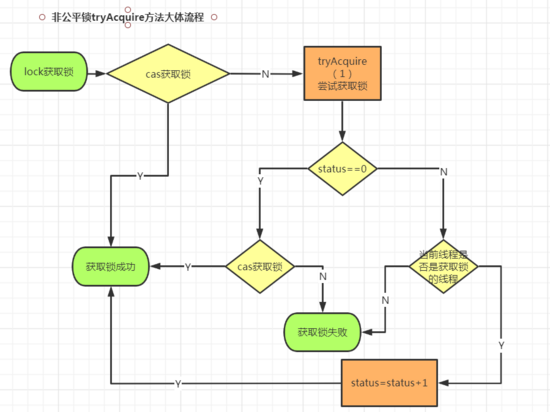 非公平锁tryAcquire方法大体流程
lock获取锁
cas获取锁
N
tryAcquire
（1）
尝试获取锁
status==0
Y
Y
N
获取锁成功
Y
cas获取锁
N
当前线程是
否是获取锁
的线程
N
获取锁失败
Y
status=status+1
Y